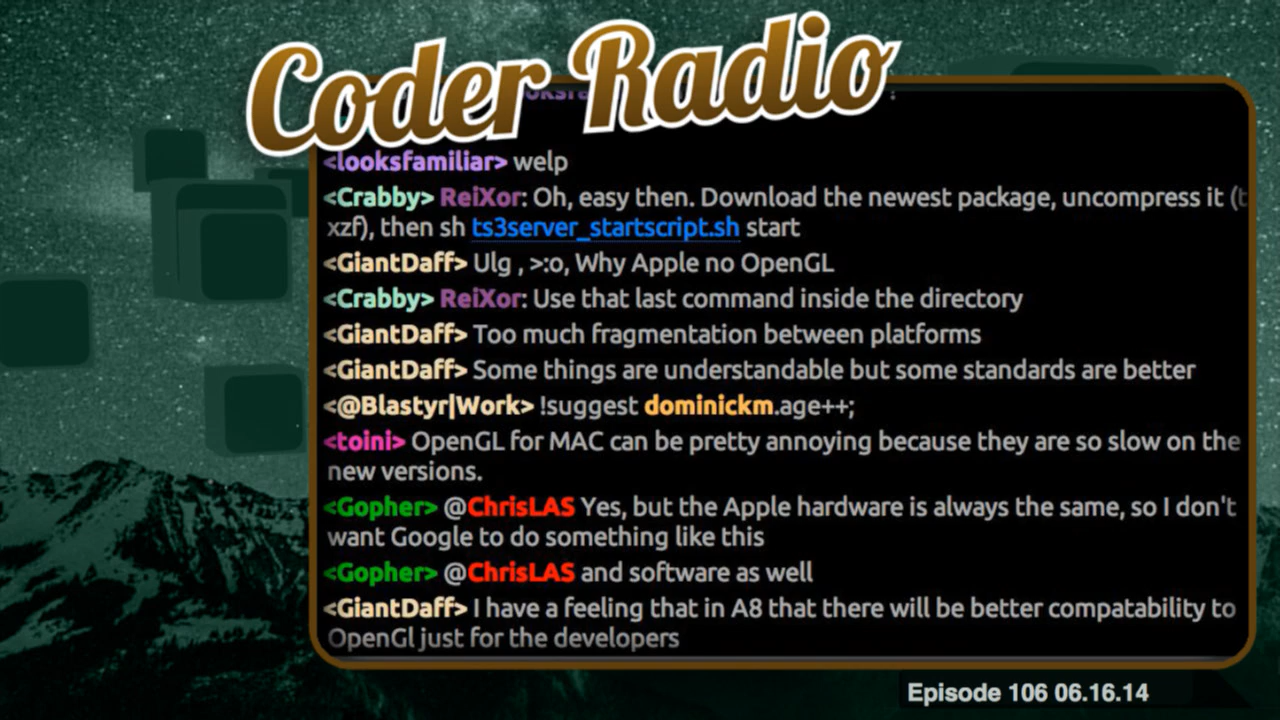 Coder Radio
<looksfamiliar> welp
<Crabby> ReiXor: Oh, easy then. Download the newest package, uncompress it (t
xzf), then sh ts3server_startscript.sh start
<GiantDaff> Ulg , >:o, Why Apple no OpenGL
<Crabby> ReiXor: Use that last command inside the directory
<GiantDaff> Too much fragmentation between platforms
<GiantDaff> Some things are understandable but some standards are better
<@Blastyr|Work> !suggest dominickm.age++;
<toini> OpenGL for MAC can be pretty annoying because they are so slow on the
new versions.
<Gopher> @ChrisLAS Yes, but the Apple hardware is always the same, so I don't
want Google to do something like this
<Gopher> @ChrisLAS and software as well
<GiantDaff> I have a feeling that in A8 that there will be better compatability to
OpenGl just for the developers
Episode 106 06.16.14